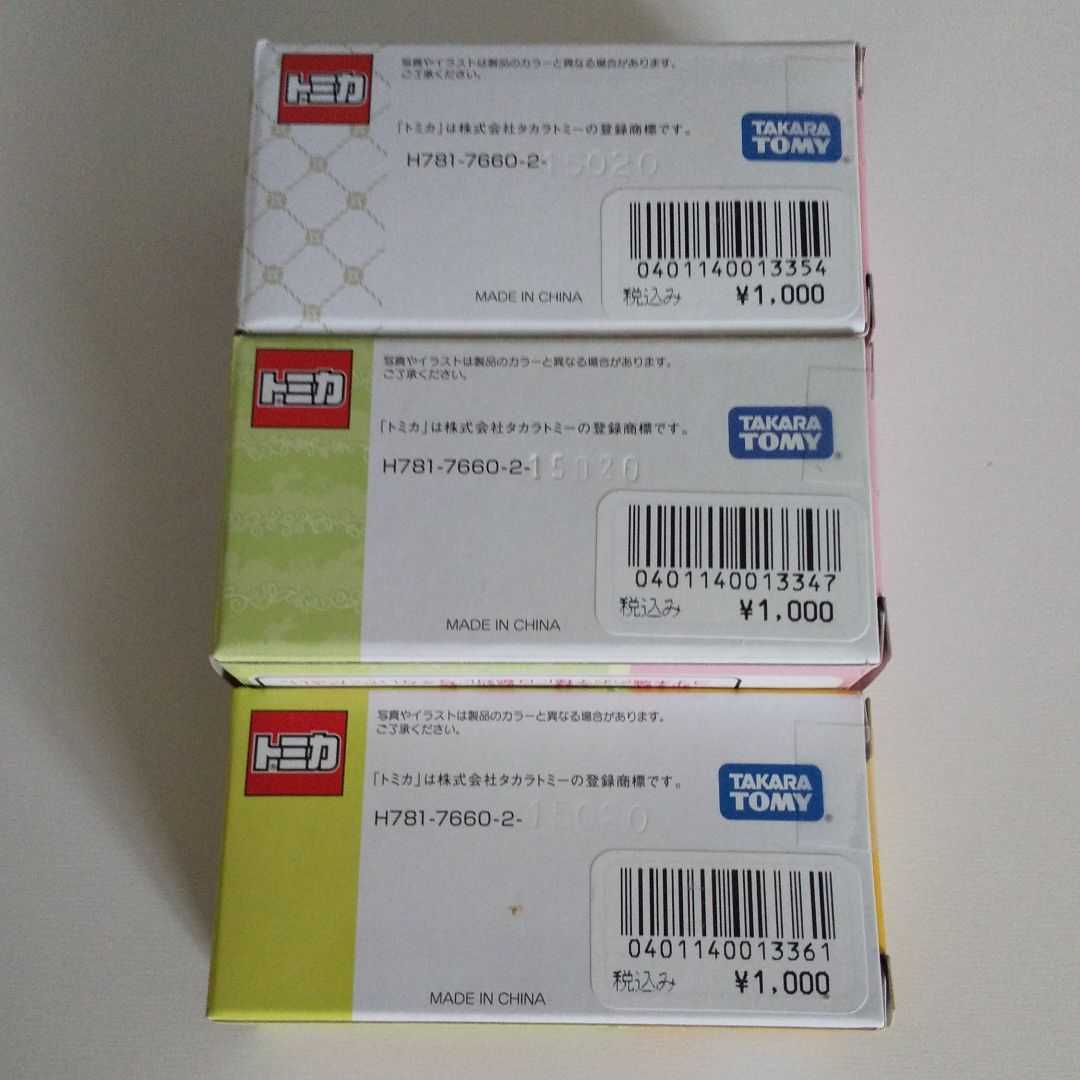 トミカ
写真やイラストは製品のカラーと異なる場合があります。
ご了承ください。
「トミカ」は株式会社タカラトミーの登録商標です。
TAKARA
TOMY
H781-7660-2-15020
0401140013354
MADE IN CHINA
税込み ¥1,000
トミカ
写真やイラストは製品のカラーと異なる場合があります。
ご了承ください。
「トミカ」は株式会社タカラトミーの登録商標です。
TAKARA
TOMY
H781-7660-2-15020
0401140013347
税込み ¥1,000
MADE IN CHINA
トミカ
写真やイラストは製品のカラーと異なる場合があります。
ご了承ください。
「トミカ」は株式会社タカラトミーの登録商標です。
TAKARA
TOMY
H781-7660-2-15020
0401140013361
税込み ¥1,000
MADE IN CHINA